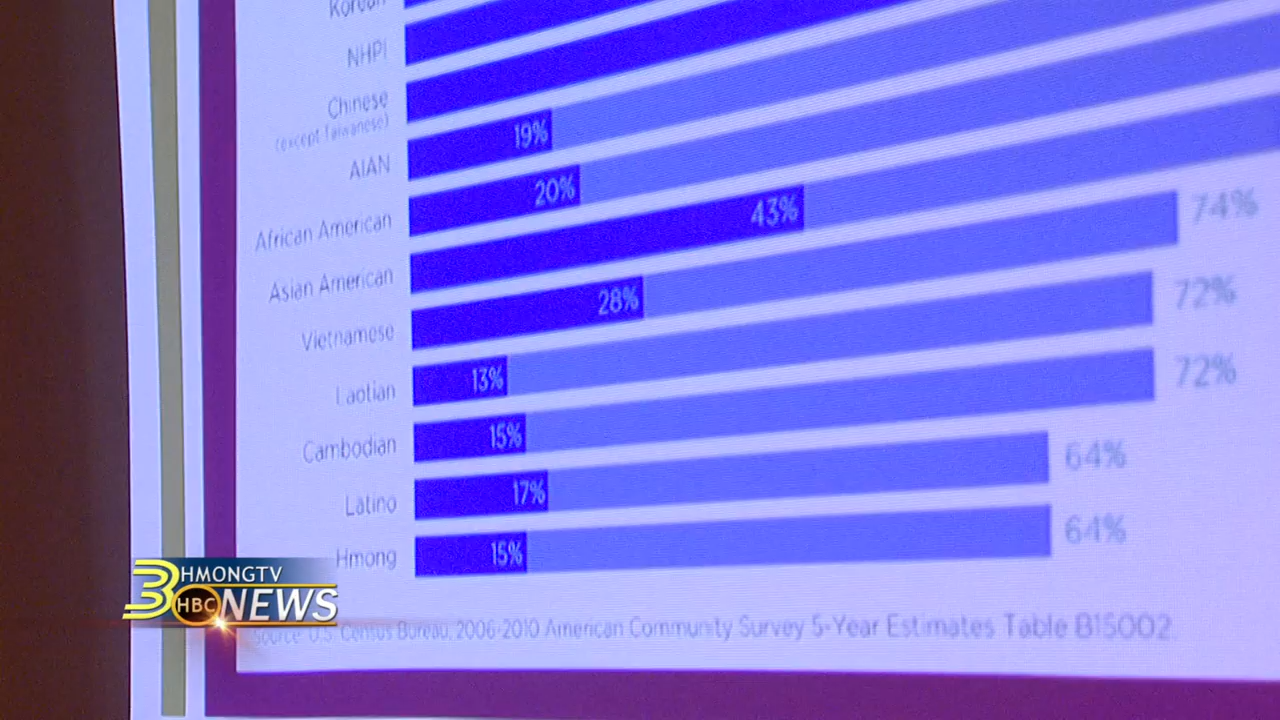 Korean
NHPI
Chinese
(except Taiwanese)
19%
AIAN
20%
African American
43%
74%
Asian American
28%
72%
Vietnamese
13%
72%
Laotian
15%
64%
Cambodian
17%
64%
Latino
15%
Hmong
3 HMONGTV
HBC NEWS
Source: U.S. Census Bureau, 2006-2010 American Community Survey 5-Year Estimates Table B15002.